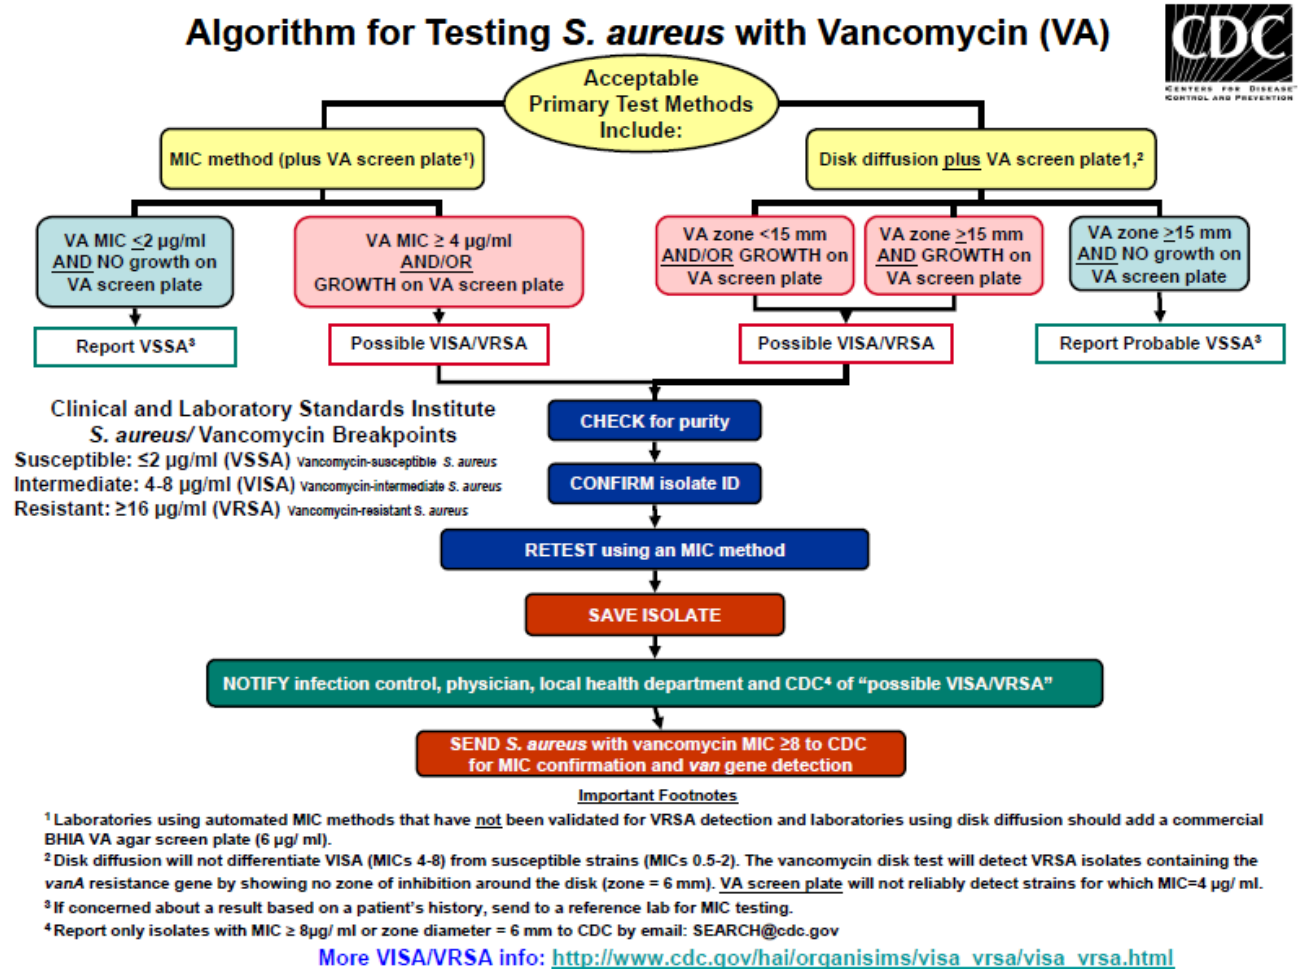 Algorithm for Testing S. aureus with Vancomycin (VA)
CDC
CENTERS FOR DISEASE™
CONTROL AND PREVENTION
Acceptable
Primary Test Methods
Include:
MIC method (plus VA screen plate¹)
Disk diffusion plus VA screen plate1,²
VA MIC ≤2 µg/ml
AND NO growth on
VA screen plate
VA MIC ≥ 4 µg/ml
AND/OR
GROWTH on VA screen plate
VA zone <15 mm
AND/OR GROWTH on
VA screen plate
VA zone ≥15 mm
AND GROWTH on
VA screen plate
VA zone ≥15 mm
AND NO growth on
VA screen plate
Report VSSA³
Possible VISA/VRSA
Possible VISA/VRSA
Report Probable VSSA³
Clinical and Laboratory Standards Institute
S. aureus/ Vancomycin Breakpoints
Susceptible: ≤2 µg/ml (VSSA) Vancomycin-susceptible S. aureus
Intermediate: 4-8 µg/ml (VISA) Vancomycin-intermediate S. aureus
Resistant: ≥16 µg/ml (VRSA) Vancomycin-resistant S. aureus
CHECK for purity
CONFIRM isolate ID
RETEST using an MIC method
SAVE ISOLATE
NOTIFY infection control, physician, local health department and CDC⁴ of “possible VISA/VRSA”
SEND S. aureus with vancomycin MIC ≥8 to CDC
for MIC confirmation and van gene detection
Important Footnotes
¹ Laboratories using automated MIC methods that have not been validated for VRSA detection and laboratories using disk diffusion should add a commercial
BHIA VA agar screen plate (6 µg/ ml).
² Disk diffusion will not differentiate VISA (MICs 4-8) from susceptible strains (MICs 0.5-2). The vancomycin disk test will detect VRSA isolates containing the
vanA resistance gene by showing no zone of inhibition around the disk (zone = 6 mm). VA screen plate will not reliably detect strains for which MIC=4 µg/ ml.
³ If concerned about a result based on a patient’s history, send to a reference lab for MIC testing.
⁴ Report only isolates with MIC ≥ 8µg/ ml or zone diameter = 6 mm to CDC by email: SEARCH@cdc.gov
More VISA/VRSA info: http://www.cdc.gov/hai/organisims/visa_vrsa/visa_vrsa.html